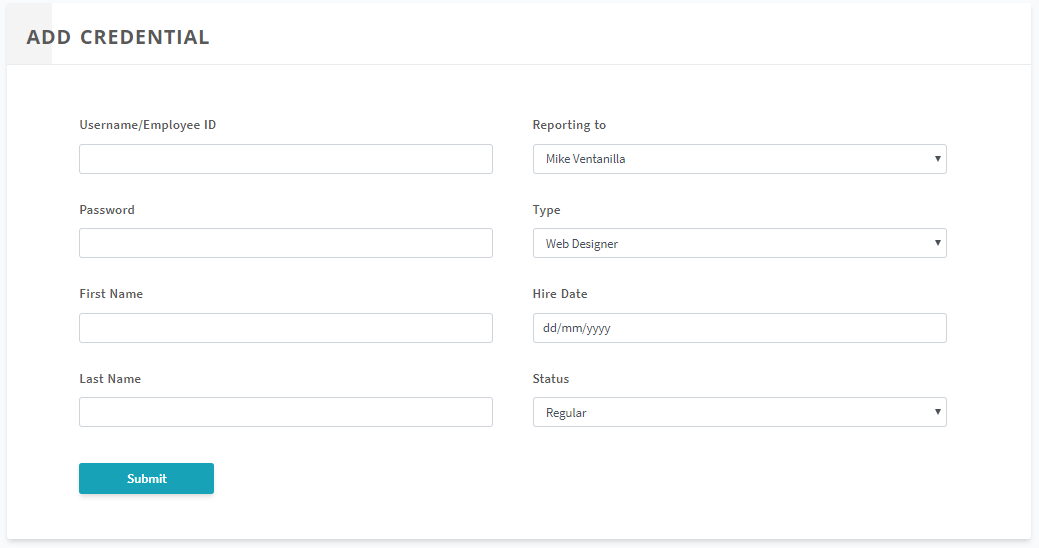 ADD CREDENTIAL
Username/Employee ID
Reporting to
Mike Ventanilla
Password
Type
Web Designer
First Name
Hire Date
dd/mm/yyyy
Last Name
Status
Regular
Submit